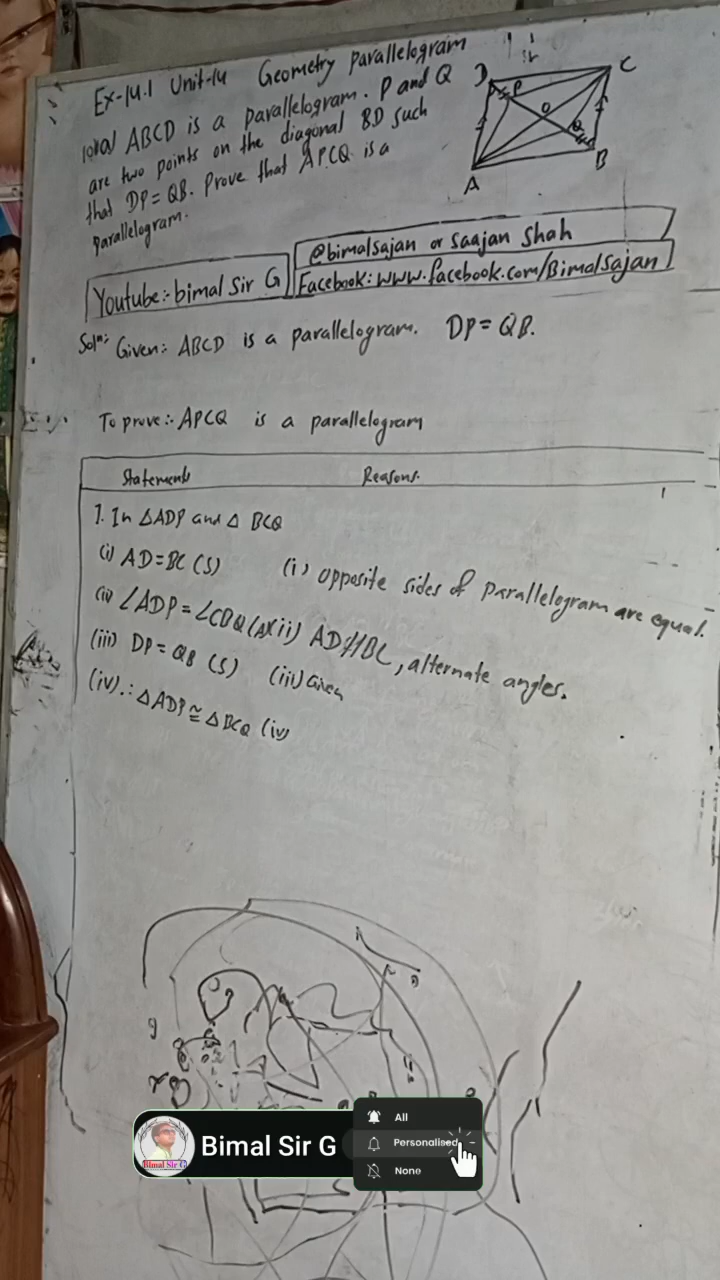 Ex-14.1 Unit-14 Geometry Parallelogram
10(a) ABCD is a parallelogram. P and Q
are two points on the diagonal BD such
that DP = QB. Prove that APCQ is a
Parallelogram.
D P C
O
Q
A B
@bimalsajan or Saajan Shah
Youtube:- bimal Sir G
Facebook: www.facebook.com/Bimalsajan
Solⁿ: Given: ABCD is a parallelogram. DP = QB.
To prove:- APCQ is a parallelogram
Statements Reasons.
1. In △ADP and △ BCQ
(i) AD = BC (S) (i) opposite sides of parallelogram are equal.
(ii) ∠ADP = ∠CBQ (A) (ii) AD//BC, alternate angles.
(iii) DP = QB (S) (iii) Given
(iv) ∴ △ADP ≅ △BCQ (iv)
All
Bimal Sir G Personalised
None
Bimal Sir G